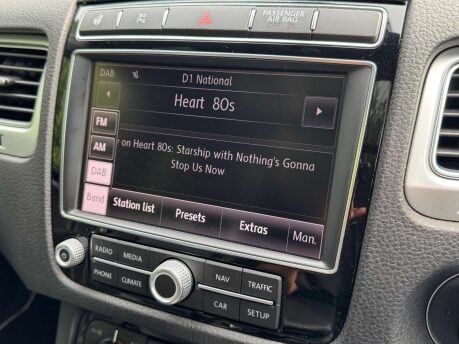 PASSENGER
AIR BAG
DAB
D1 National
Heart 80s
FM
AM
DAB
Band
y on Heart 80s: Starship with Nothing's Gonna
Stop Us Now
Station list
Presets
Extras
Man.
RADIO
MEDIA
PHONE
CLIMATE
NAV
TRAFFIC
CAR
SETUP